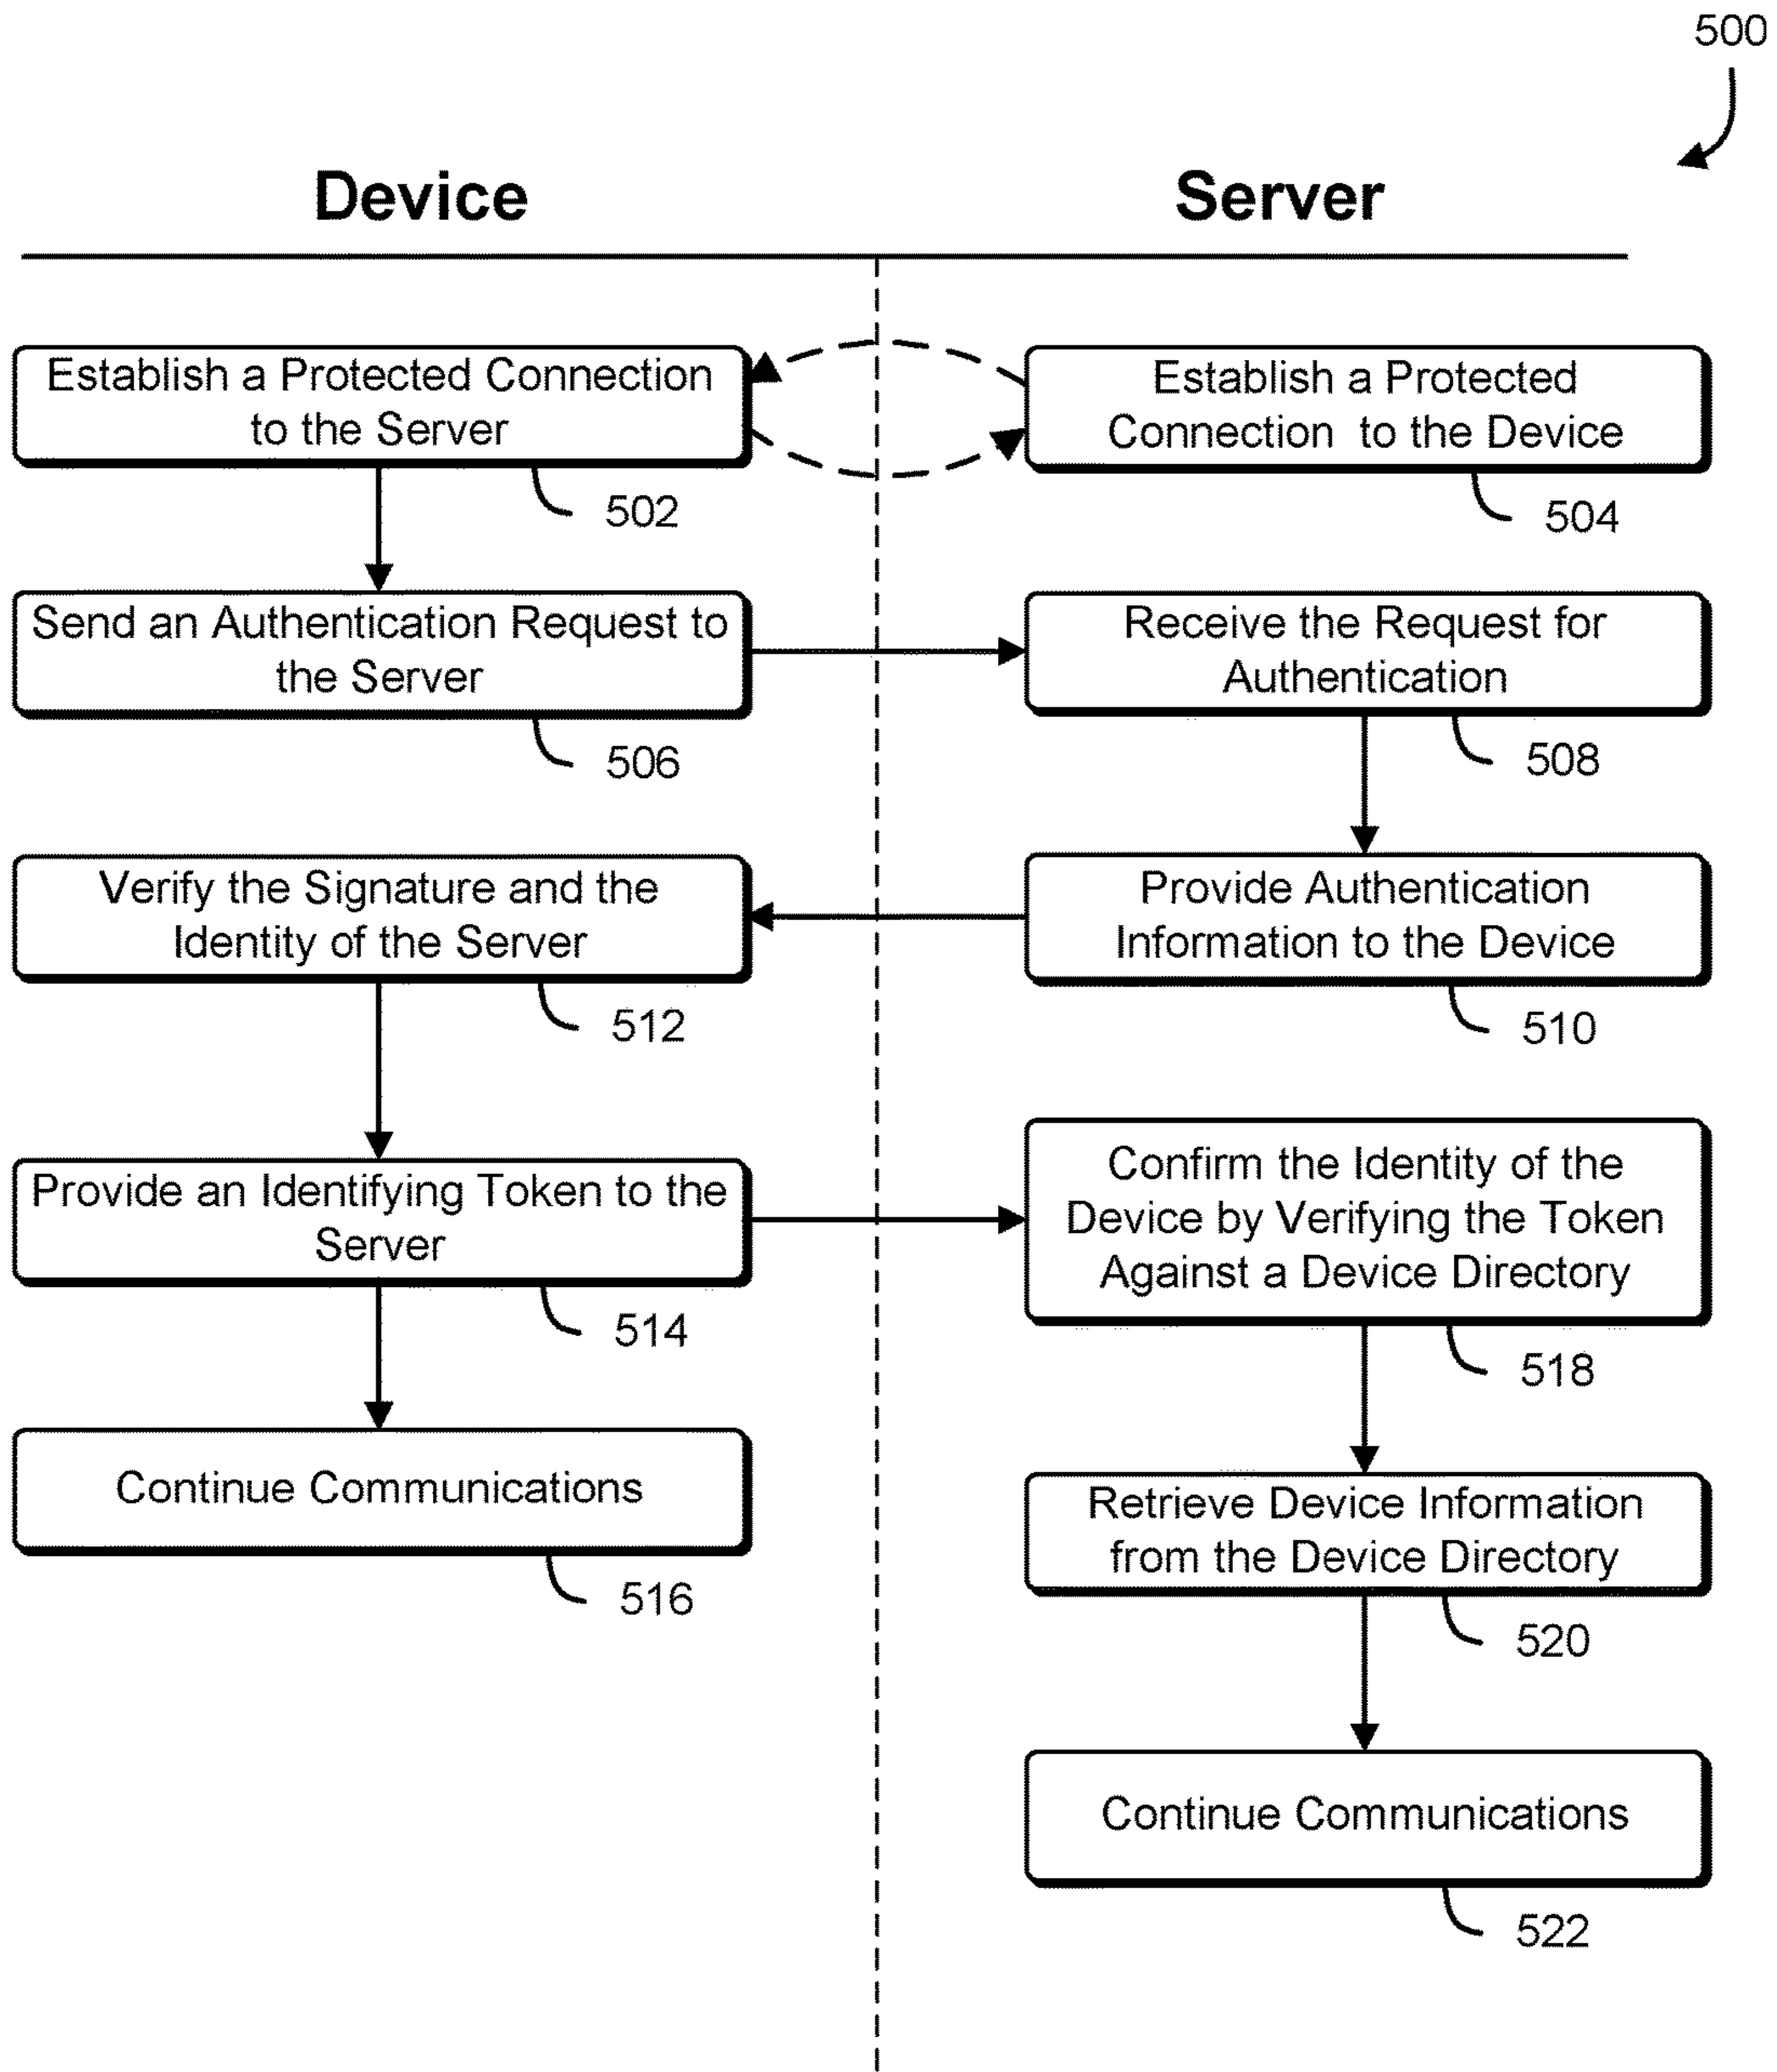 500
Device
Server
Establish a Protected Connection
to the Server
502
Establish a Protected
Connection to the Device
504
Send an Authentication Request to
the Server
506
Receive the Request for
Authentication
508
Verify the Signature and the
Identity of the Server
512
Provide Authentication
Information to the Device
510
Provide an Identifying Token to the
Server
514
Confirm the Identity of the
Device by Verifying the Token
Against a Device Directory
518
Continue Communications
516
Retrieve Device Information
from the Device Directory
520
Continue Communications
522